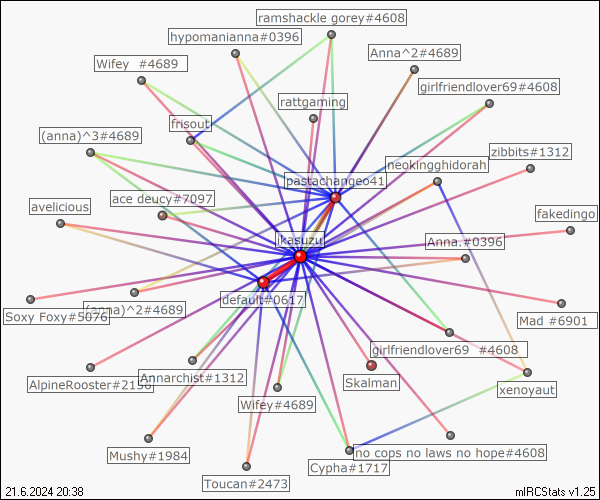 ramshackle gorey#4608
hypomanianna#0396
Anna^2#4689
Wifey #4689
girlfriendlover69#4608
rattgaming
frisout
(anna)^3#4689
zibbits#1312
neokingghidorah
pastachangeo41
ace deucy#7097
avelicious
fakedingo
jkasuzu
Anna.#0396
default#0617
(anna)^2#4689
Soxy Foxy#5076
Mad #6901
girlfriendlover69 #4608
Annarchist#1312
AlpineRooster#2156
Skalman
xenoyaut
Wifey#4689
no cops no laws no hope#4608
Mushy#1984
Cypha#1717
Toucan#2473
21.6.2024 20:38
mIRCStats v1.25